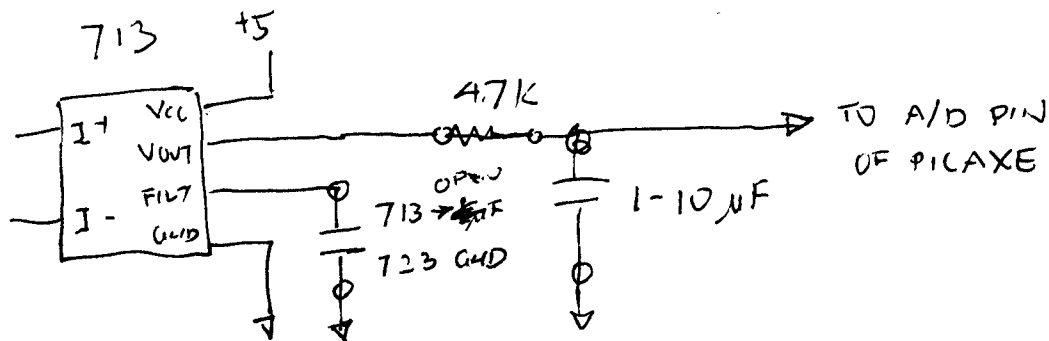 713
+5
I+
VCC
VOUT
FILT
I-
GND
4.7K
TO A/D PIN
OF PICAXE
OPEN
713→
723 GND
1-10 µF